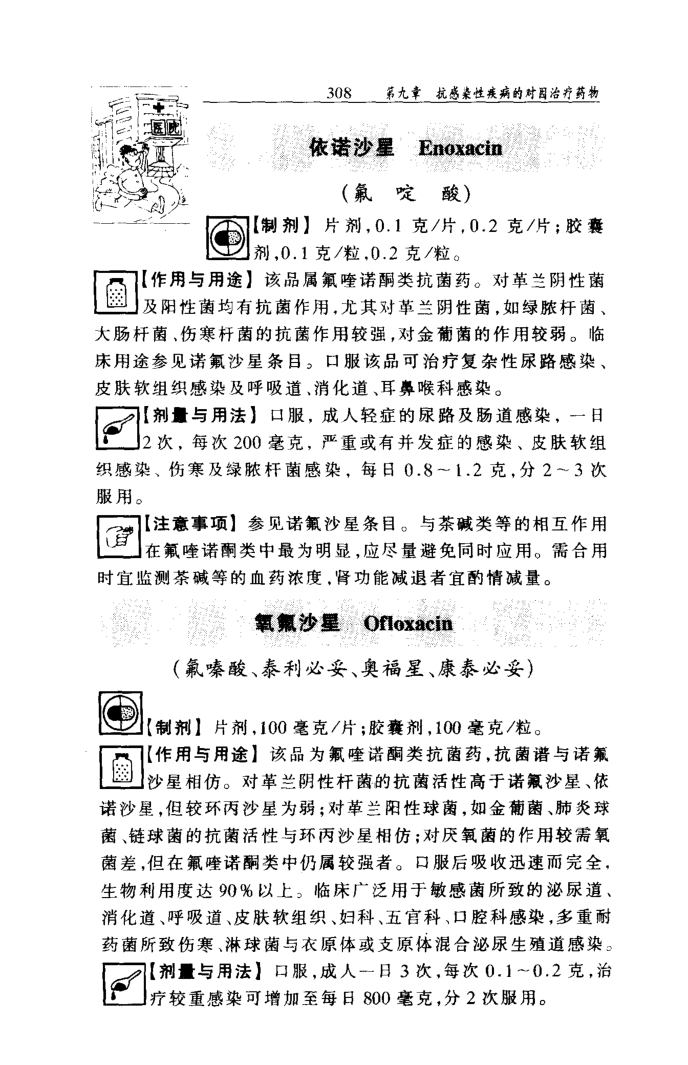 308 第九章 抗感染性疾病的对因治疗药物
医院
依诺沙星 Enoxacin
(氟啶酸)
【制剂】 片剂,0.1 克/片,0.2 克/片;胶囊
剂,0.1 克/粒,0.2 克/粒。
【作用与用途】 该品属氟喹诺酮类抗菌药。对革兰阴性菌
及阳性菌均有抗菌作用,尤其对革兰阴性菌,如绿脓杆菌、
大肠杆菌、伤寒杆菌的抗菌作用较强,对金葡菌的作用较弱。临
床用途参见诺氟沙星条目。口服该品可治疗复杂性尿路感染、
皮肤软组织感染及呼吸道、消化道、耳鼻喉科感染。
【剂量与用法】 口服, 成人轻症的尿路及肠道感染, 一日
2 次, 每次 200 毫克, 严重或有并发症的感染、皮肤软组
织感染、伤寒及绿脓杆菌感染, 每日 0.8~1.2 克,分 2~3 次
服用。
【注意事项】 参见诺氟沙星条目。与茶碱类等的相互作用
在氟喹诺酮类中最为明显,应尽量避免同时应用。需合用
时宜监测茶碱等的血药浓度,肾功能减退者宜酌情减量。
氧氟沙星 Ofloxacin
(氟嗪酸、泰利必妥、奥福星、康泰必妥)
【制剂】 片剂,100 毫克/片;胶囊剂,100 毫克/粒。
【作用与用途】 该品为氟喹诺酮类抗菌药,抗菌谱与诺氟
沙星相仿。对革兰阴性杆菌的抗菌活性高于诺氟沙星、依
诺沙星,但较环丙沙星为弱;对革兰阳性球菌,如金葡菌、肺炎球
菌、链球菌的抗菌活性与环丙沙星相仿;对厌氧菌的作用较需氧
菌差,但在氟喹诺酮类中仍属较强者。口服后吸收迅速而完全,
生物利用度达 90%以上。临床广泛用于敏感菌所致的泌尿道、
消化道、呼吸道、皮肤软组织、妇科、五官科、口腔科感染,多重耐
药菌所致伤寒、淋球菌与衣原体或支原体混合泌尿生殖道感染。
【剂量与用法】 口服,成人一日 3 次,每次 0.1~0.2 克,治
疗较重感染可增加至每日 800 毫克,分 2 次服用。